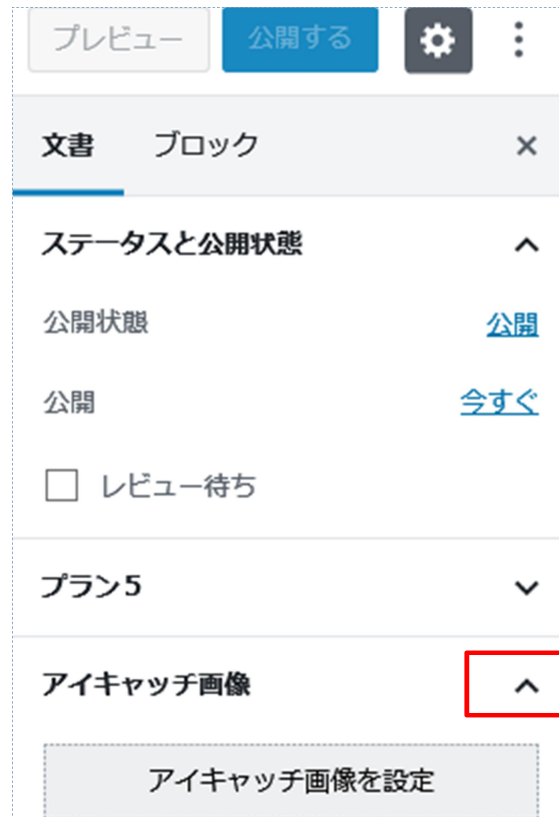 プレビュー 公開する
文書 ブロック
ステータスと公開状態
公開状態 公開
公開 今すぐ
レビュー待ち
プラン5
アイキャッチ画像
アイキャッチ画像を設定